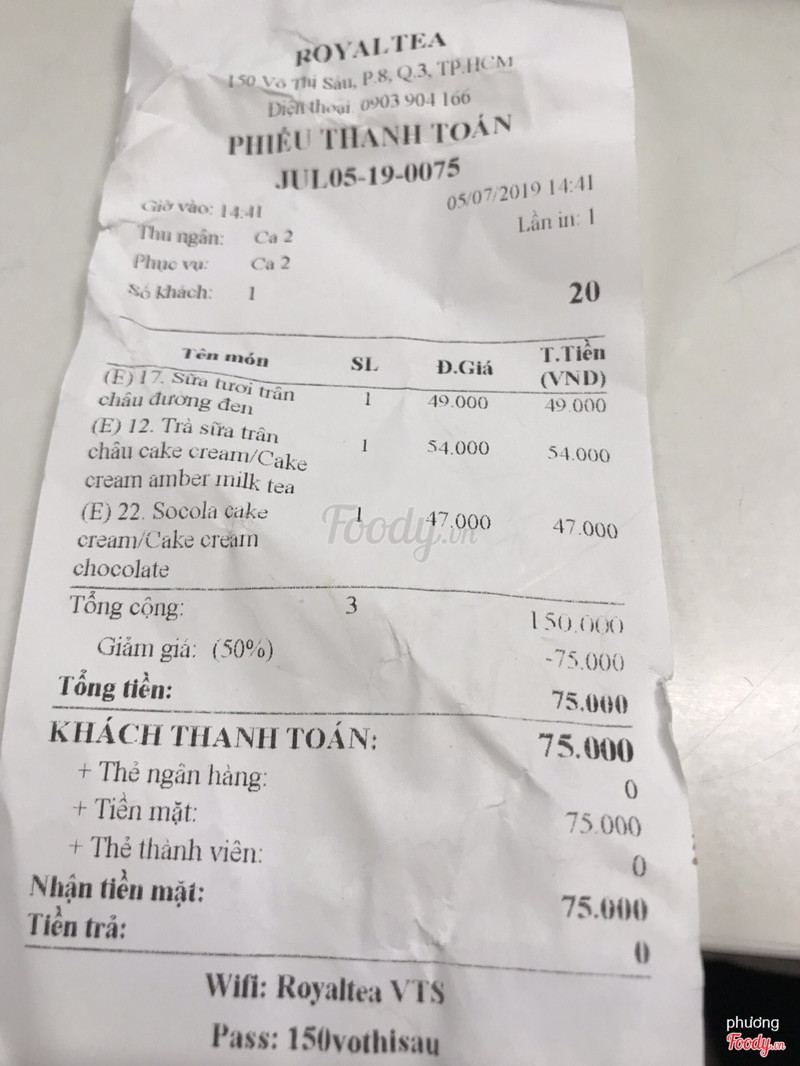 ROYALTEA
150 Võ Thị Sáu, P.8, Q.3, TP.HCM
Điện thoại: 0903 904 166
PHIẾU THANH TOÁN
JUL05-19-0075
05/07/2019 14:41
Giờ vào: 14:41
Lần in: 1
Thu ngân: Ca 2
Phục vụ: Ca 2
Số khách: 1 20
Tên món SL Đ.Giá T.Tiền
(VND)
(E) 17. Sữa tươi trân
châu đường đen 1 49.000 49.000
(E) 12. Trà sữa trân
châu cake cream/Cake 1 54.000 54.000
cream amber milk tea
(E) 22. Socola cake 1 47.000 47.000
cream/Cake cream
chocolate
Foody.vn
Tổng cộng: 3 150.000
Giảm giá: (50%) -75.000
Tổng tiền: 75.000
KHÁCH THANH TOÁN: 75.000
+ Thẻ ngân hàng: 0
+ Tiền mặt: 75.000
+ Thẻ thành viên: 0
Nhận tiền mặt: 75.000
Tiền trả: 0
Wifi: Royaltea VTS
Pass: 150vothisau
phương
Foody.vn